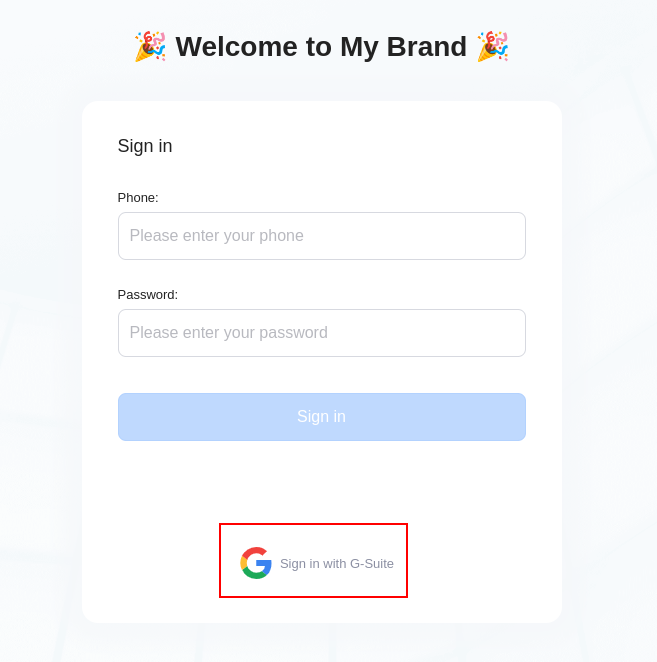 🎉 Welcome to My Brand 🎉
Sign in
Phone:
Please enter your phone
Password:
Please enter your password
Sign in
Sign in with G-Suite